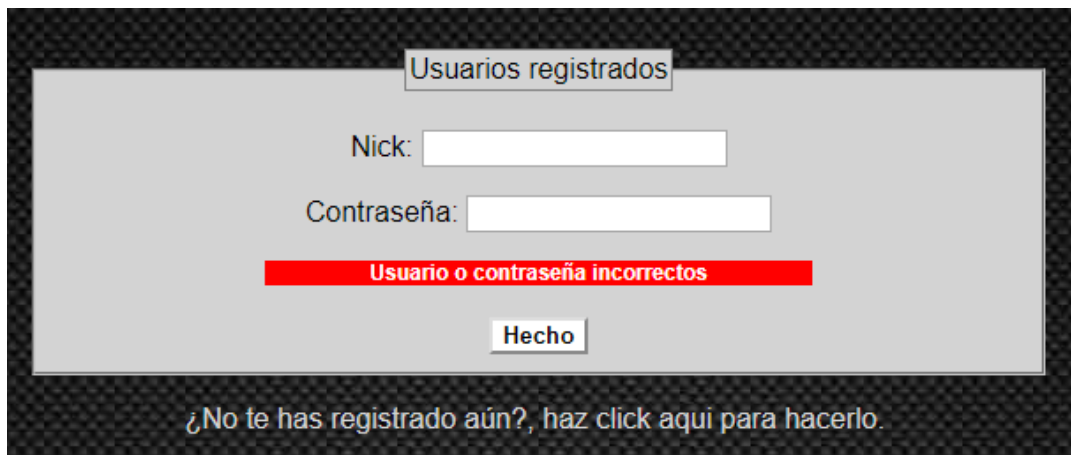 Usuarios registrados
Nick:
Contraseña:
Usuario o contraseña incorrectos
Hecho
¿No te has registrado aún?, haz click aqui para hacerlo.